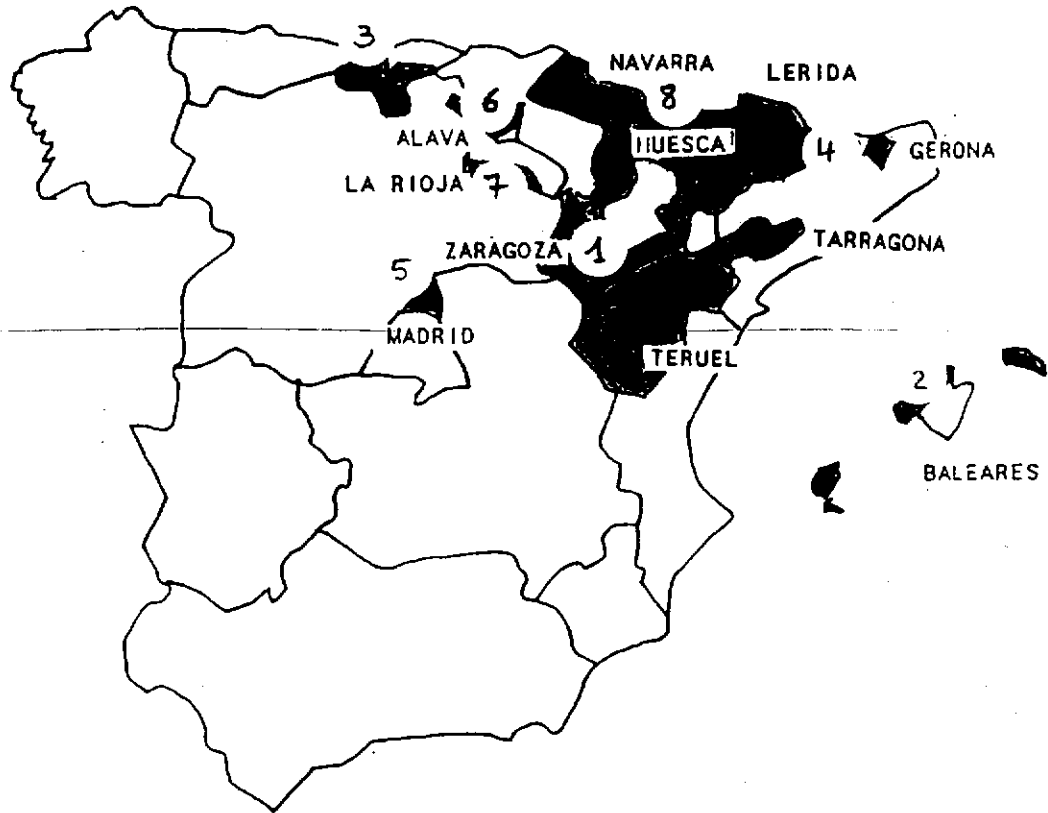 3
NAVARRA
LERIDA
8
6
ALAVA
HUESCA
4
GERONA
LA RIOJA
7
ZARAGOZA
1
TARRAGONA
5
MADRID
TERUEL
2
BALEARES